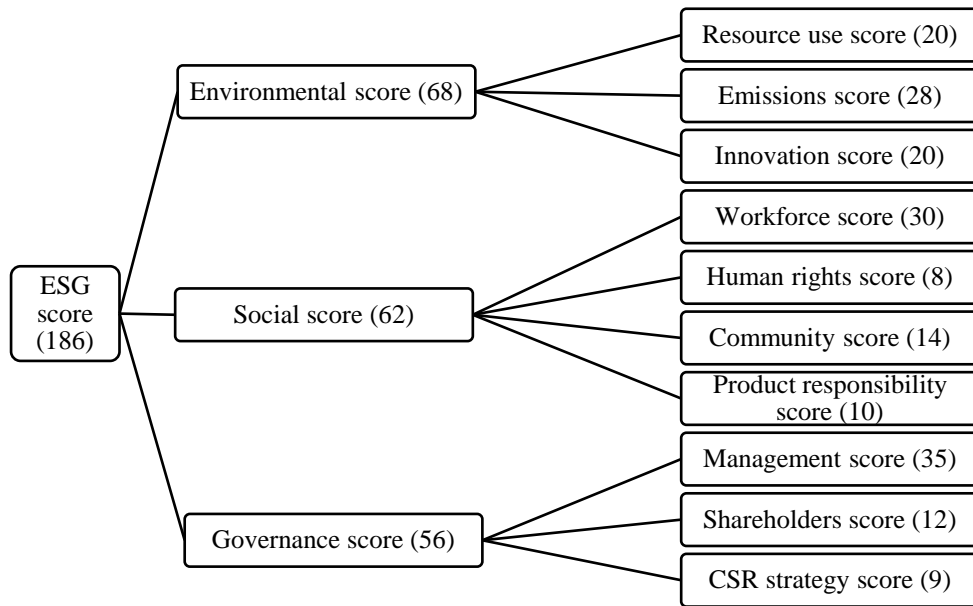 Resource use score (20)
Environmental score (68)
Emissions score (28)
Innovation score (20)
Workforce score (30)
ESG
score
(186)
Human rights score (8)
Social score (62)
Community score (14)
Product responsibility
score (10)
Management score (35)
Governance score (56)
Shareholders score (12)
CSR strategy score (9)